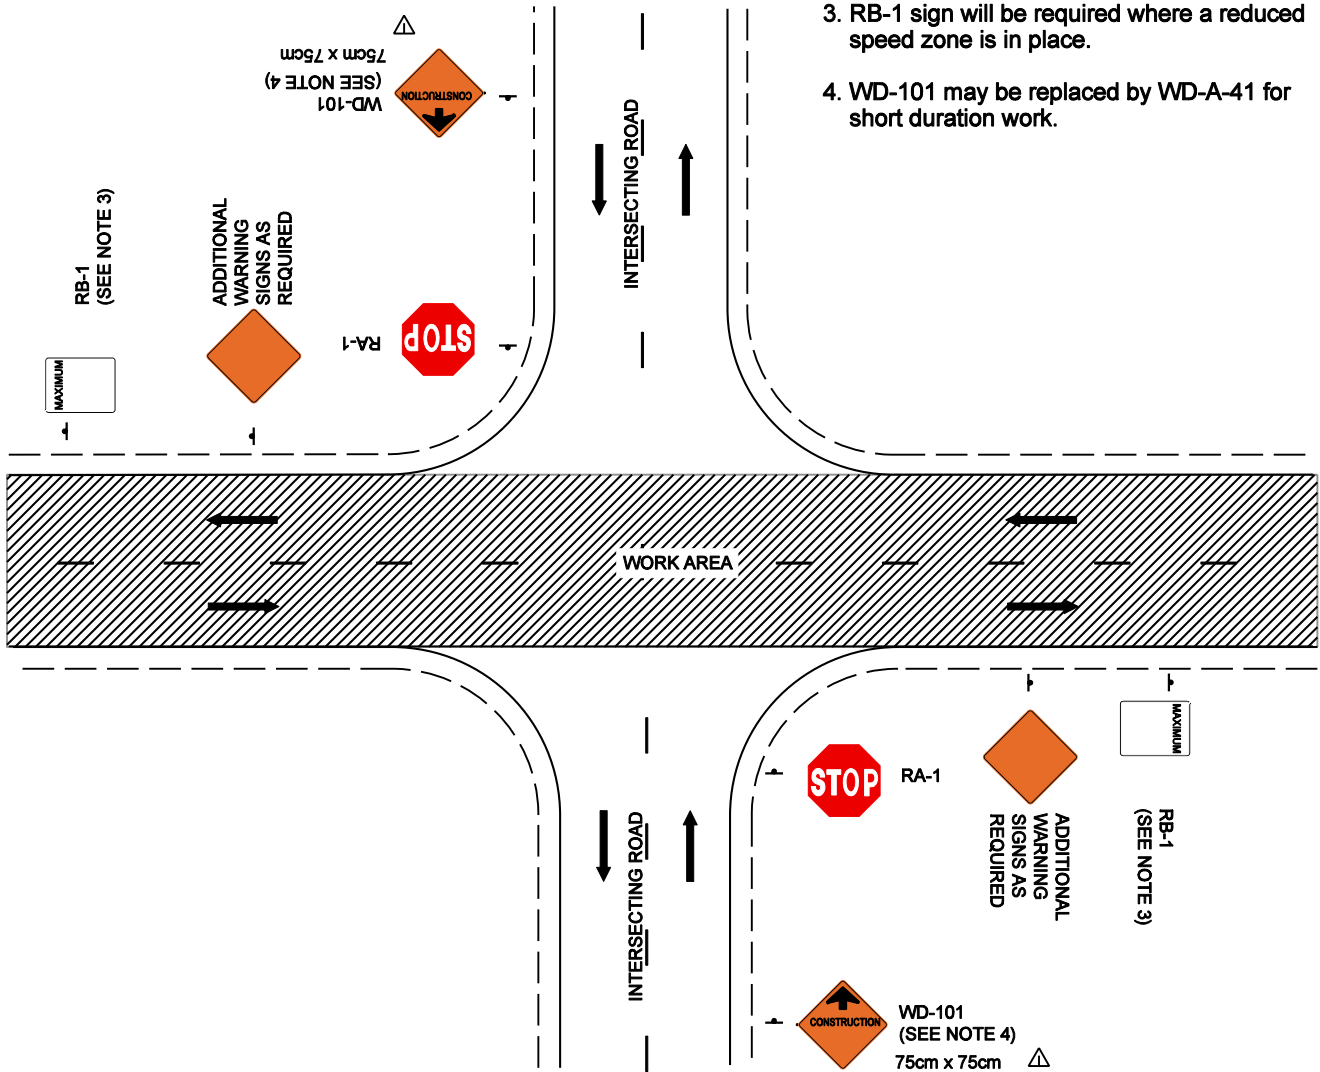 3. RB-1 sign will be required where a reduced
speed zone is in place.
4. WD-101 may be replaced by WD-A-41 for
short duration work.
75cm x 75cm
(SEE NOTE 4)
WD-101
CONSTRUCTION
INTERSECTING ROAD
RB-1
(SEE NOTE 3)
ADDITIONAL
WARNING
SIGNS AS
REQUIRED
RA-1
STOP
MAXIMUM
WORK AREA
STOP
RA-1
MAXIMUM
ADDITIONAL
WARNING
SIGNS AS
REQUIRED
RB-1
(SEE NOTE 3)
INTERSECTING ROAD
CONSTRUCTION
WD-101
(SEE NOTE 4)
75cm x 75cm